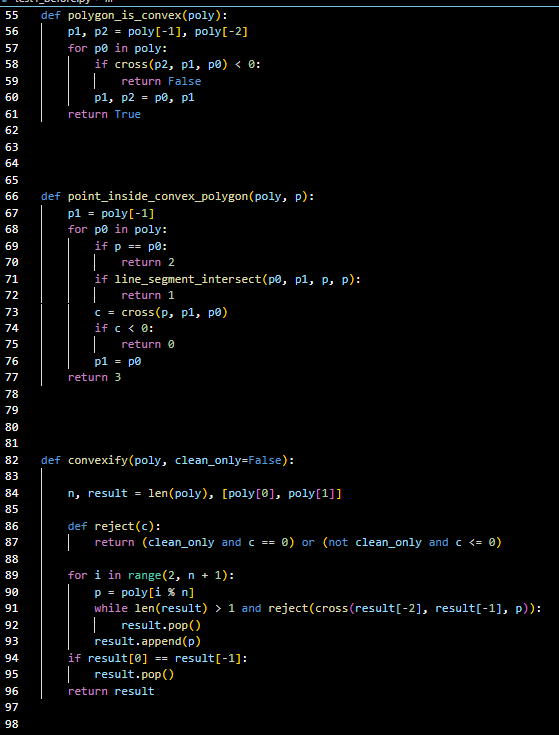 55 def polygon_is_convex(poly):
56     p1, p2 = poly[-1], poly[-2]
57     for p0 in poly:
58         if cross(p2, p1, p0) < 0:
59             return False
60         p1, p2 = p0, p1
61     return True
62
63
64
65
66 def point_inside_convex_polygon(poly, p):
67     p1 = poly[-1]
68     for p0 in poly:
69         if p == p0:
70             return 2
71         if line_segment_intersect(p0, p1, p, p):
72             return 1
73         c = cross(p, p1, p0)
74         if c < 0:
75             return 0
76         p1 = p0
77     return 3
78
79
80
81
82 def convexify(poly, clean_only=False):
83
84     n, result = len(poly), [poly[0], poly[1]]
85
86     def reject(c):
87         return (clean_only and c == 0) or (not clean_only and c <= 0)
88
89     for i in range(2, n + 1):
90         p = poly[i % n]
91         while len(result) > 1 and reject(cross(result[-2], result[-1], p)):
92             result.pop()
93         result.append(p)
94     if result[0] == result[-1]:
95         result.pop()
96     return result
97
98